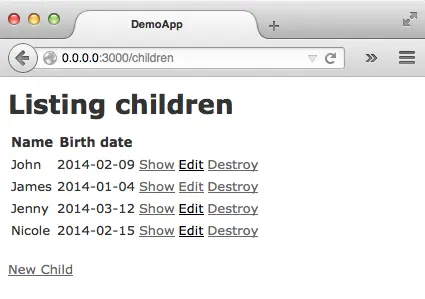 DemoApp
0.0.0.0:3000/children
Listing children
Name Birth date
John 2014-02-09 Show Edit Destroy
James 2014-01-04 Show Edit Destroy
Jenny 2014-03-12 Show Edit Destroy
Nicole 2014-02-15 Show Edit Destroy
New Child